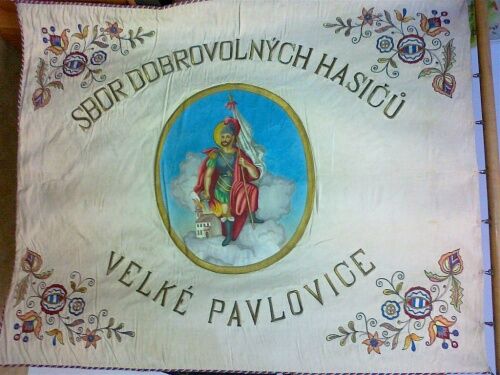 SBOR DOBROVOLNÝCH HASIČŮ
VELKÉ PAVLOVICE